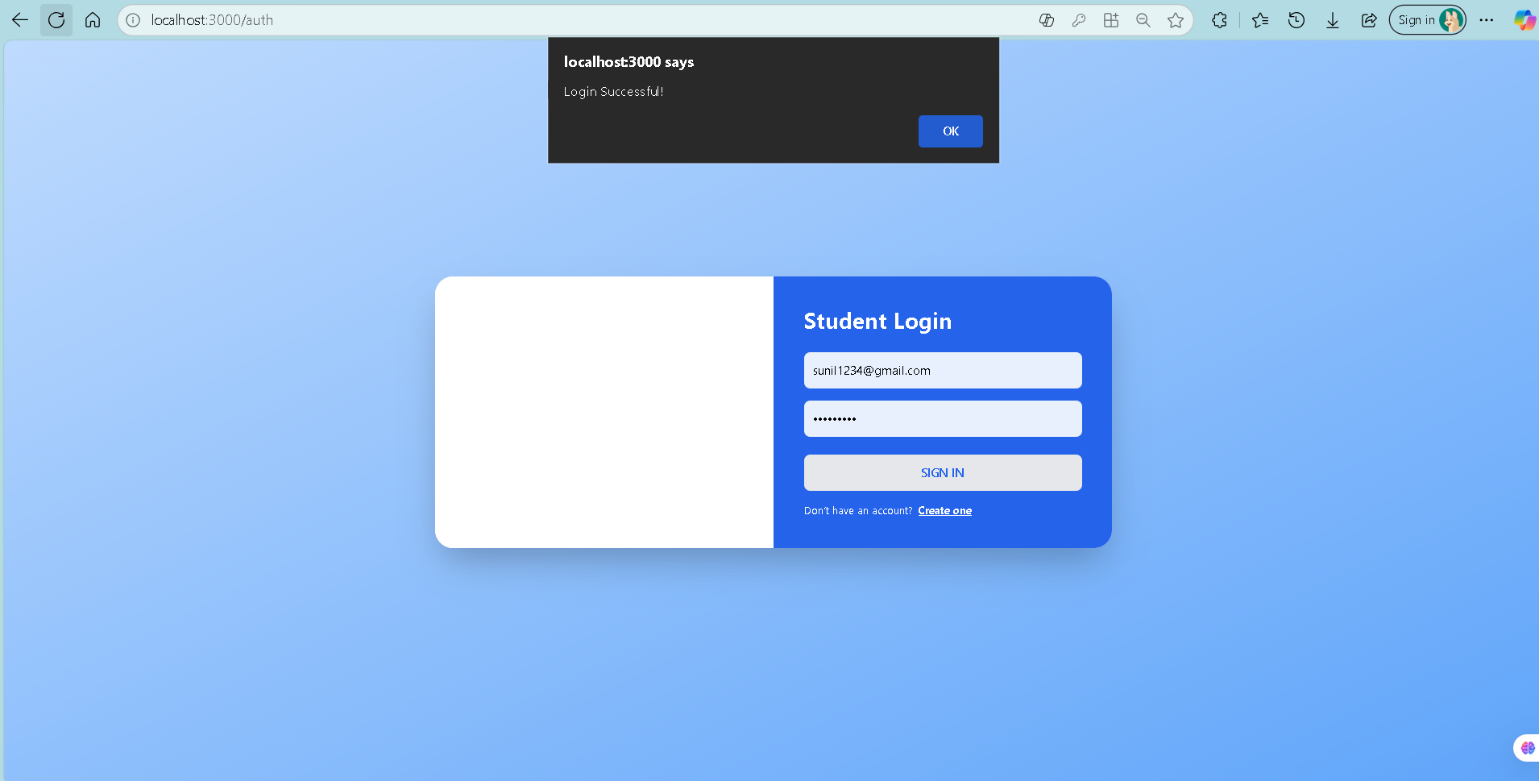 localhost:3000/auth
Sign in
localhost:3000 says
Login Successful!
OK
Student Login
sunil1234@gmail.com
•••••••••
SIGN IN
Don't have an account? Create one